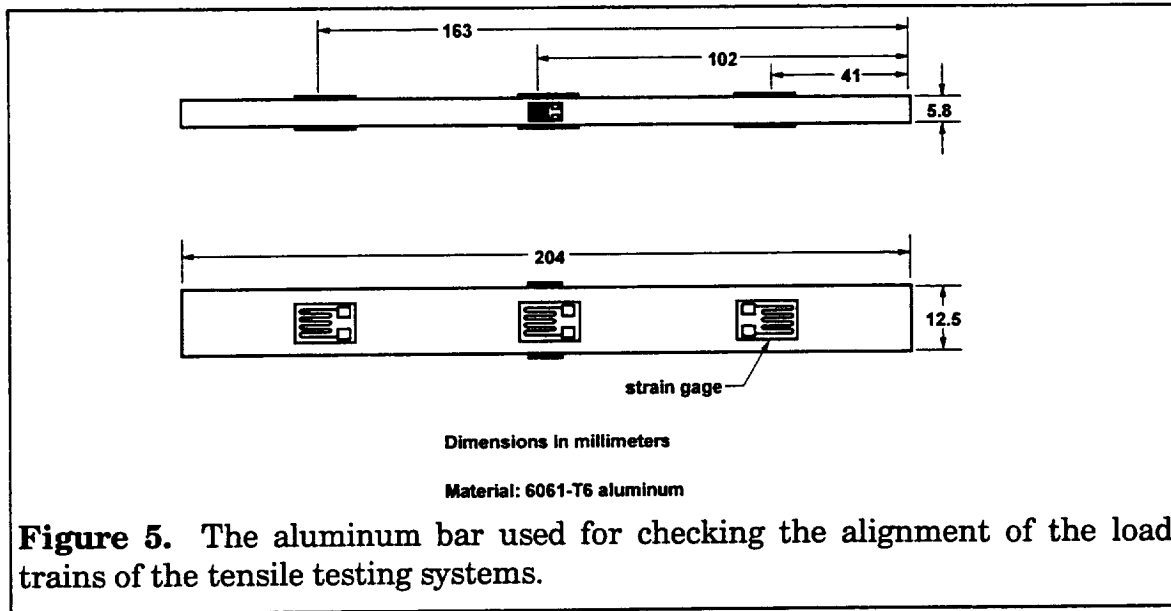 163
102
41
5.8
204
12.5
strain gage
Dimensions in millimeters
Material: 6061-T6 aluminum
Figure 5. The aluminum bar used for checking the alignment of the load
trains of the tensile testing systems.